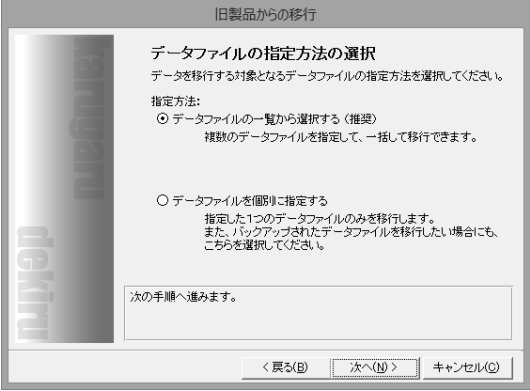 旧製品からの移行
データファイルの指定方法の選択
データを移行する対象となるデータファイルの指定方法を選択してください。
指定方法:
データファイルの一覧から選択する（推奨）
複数のデータファイルを指定して、一括して移行できます。
データファイルを個別に指定する
指定した1つのデータファイルのみを移行します。
また、バックアップされたデータファイルを移行したい場合にも、
こちらを選択してください。
karugaru
dekiru
次の手順へ進みます。
< 戻る(B)
次へ(N) >
キャンセル(C)